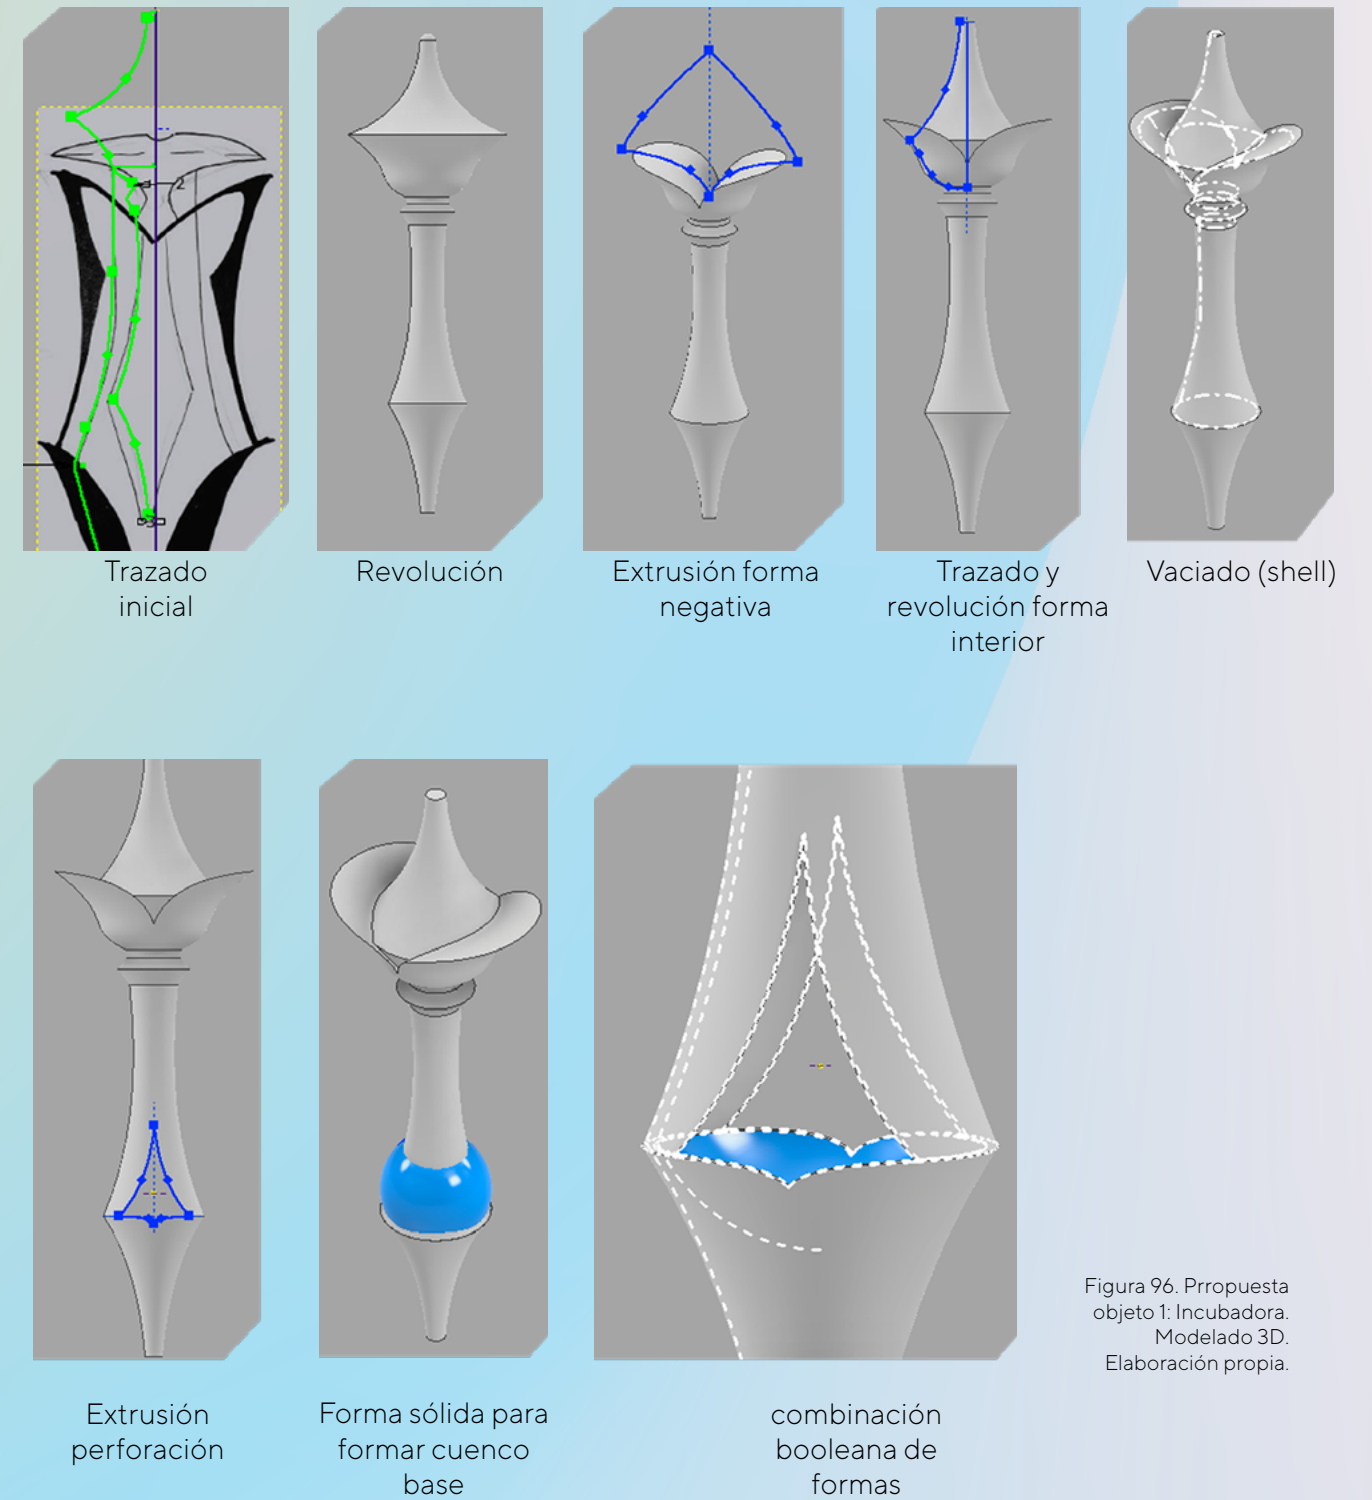 Trazado
inicial
Revolución
Extrusión forma
negativa
Trazado y
revolución forma
interior
Vaciado (shell)
Extrusión
perforación
Forma sólida para
formar cuenco
base
combinación
booleana de
formas
Figura 96. Prropuesta
objeto 1: Incubadora.
Modelado 3D.
Elaboración propia.